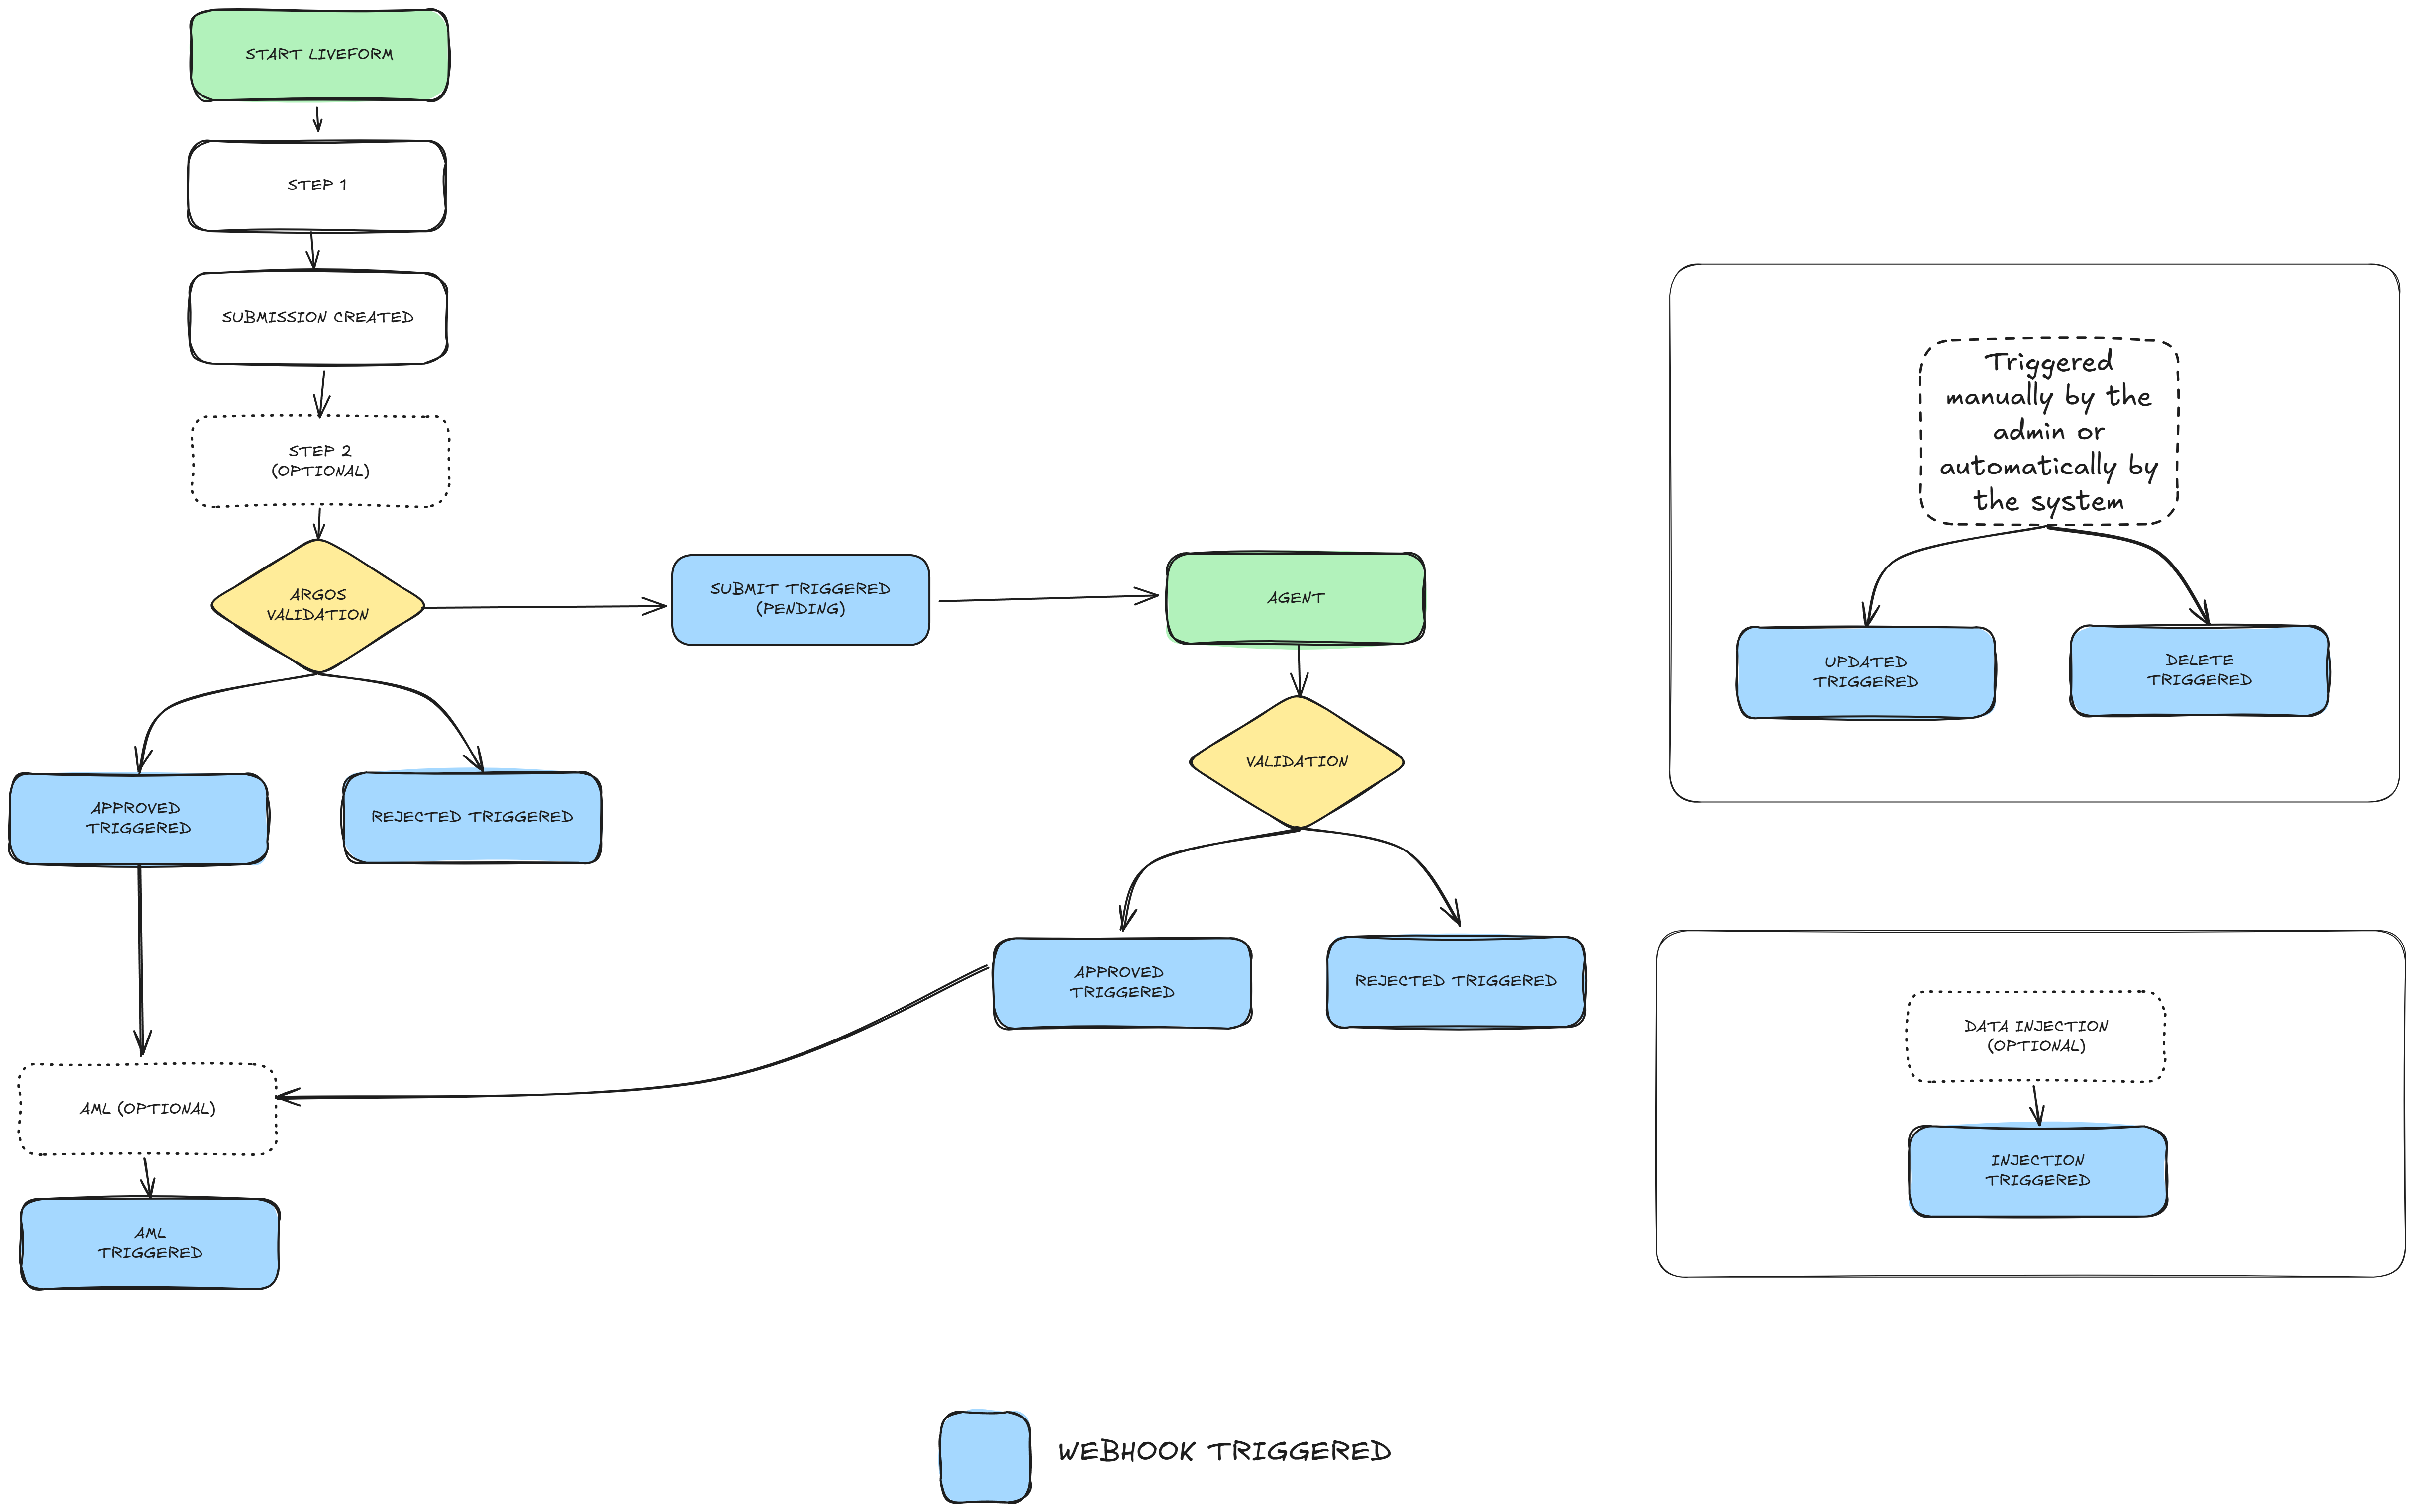 START LIVEFORM
STEP 1
SUBMISSION CREATED
STEP 2
(OPTIONAL)
ARGOS
VALIDATION
SUBMIT TRIGGERED
(PENDING)
AGENT
VALIDATION
APPROVED
TRIGGERED
REJECTED TRIGGERED
APPROVED
TRIGGERED
REJECTED TRIGGERED
AML (OPTIONAL)
AML
TRIGGERED
Triggered
manually by the
admin or
automatically by
the system
UPDATED
TRIGGERED
DELETE
TRIGGERED
DATA INJECTION
(OPTIONAL)
INJECTION
TRIGGERED
WEBHOOK TRIGGERED